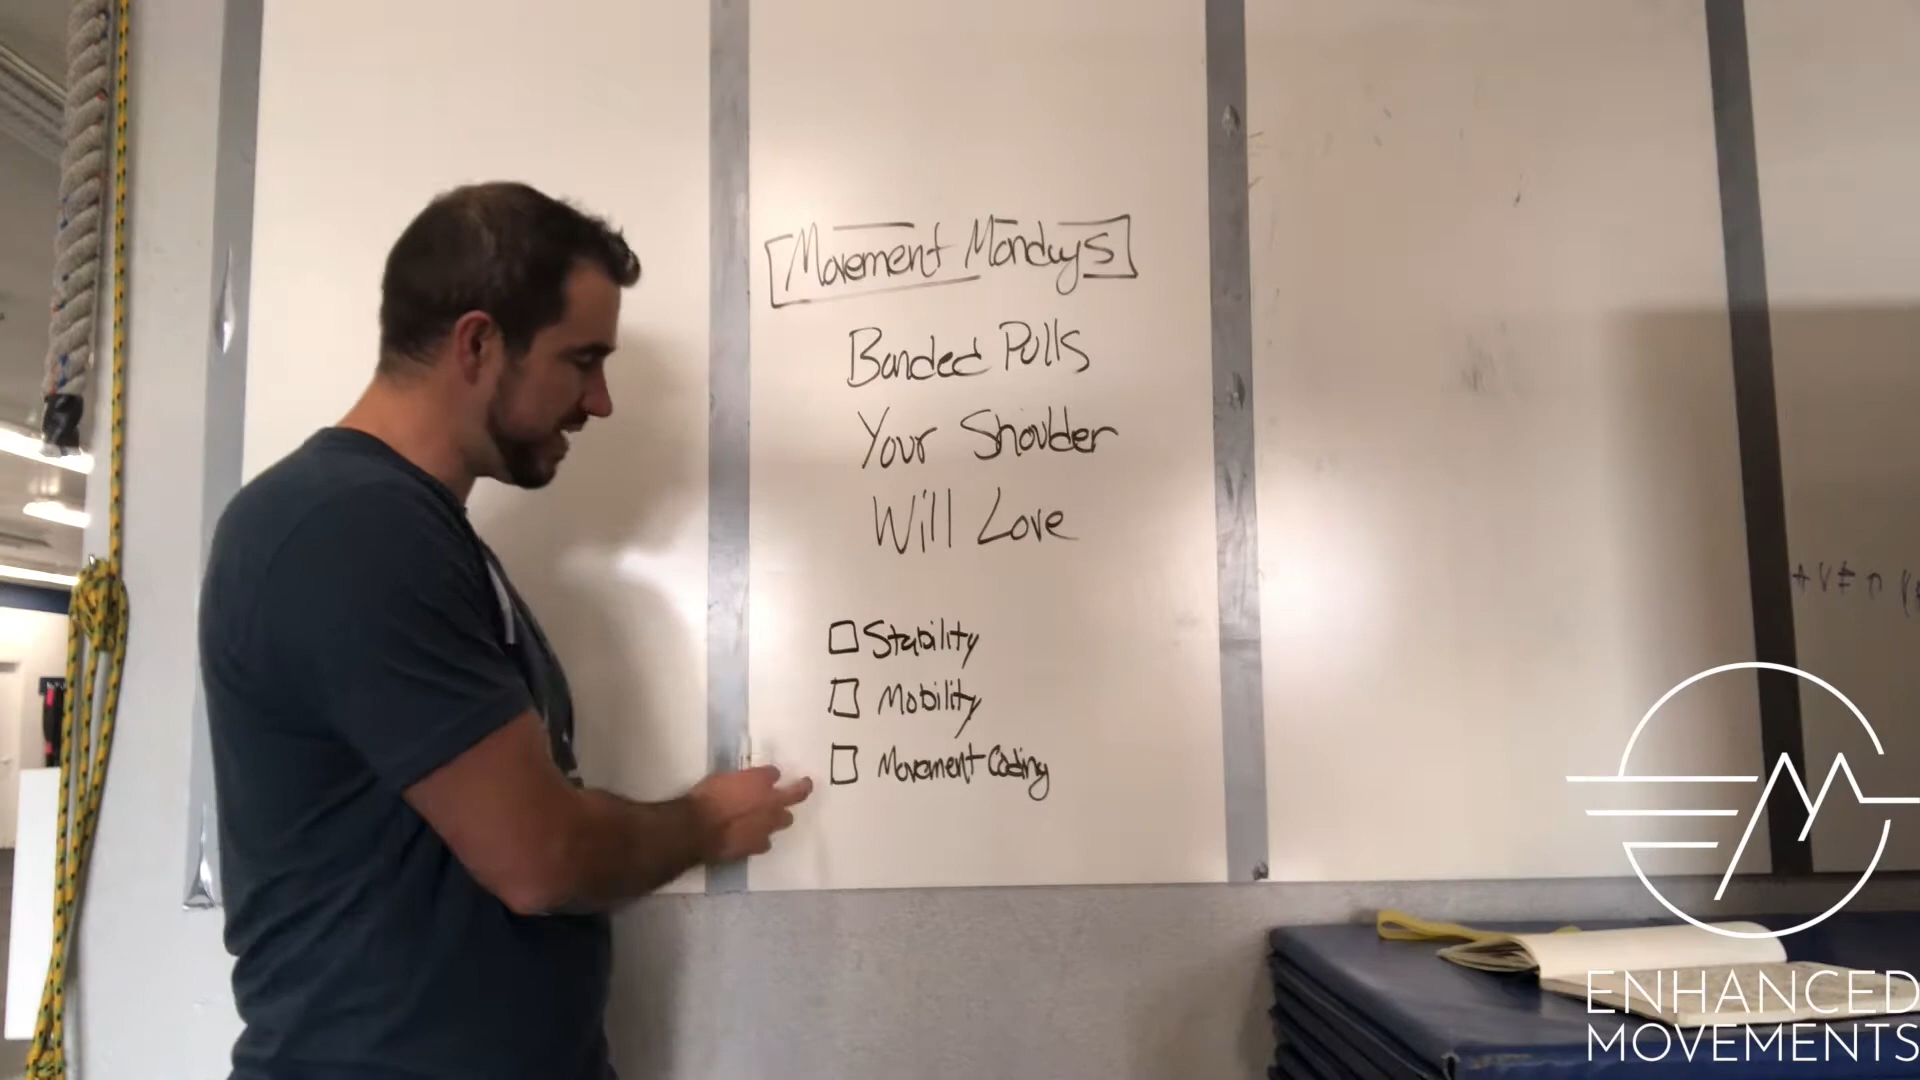 Movement Mondays
Banded Pulls
Your Shoulder
Will Love
Stability
Mobility
Movement Coding
ENHANCED
MOVEMENTS